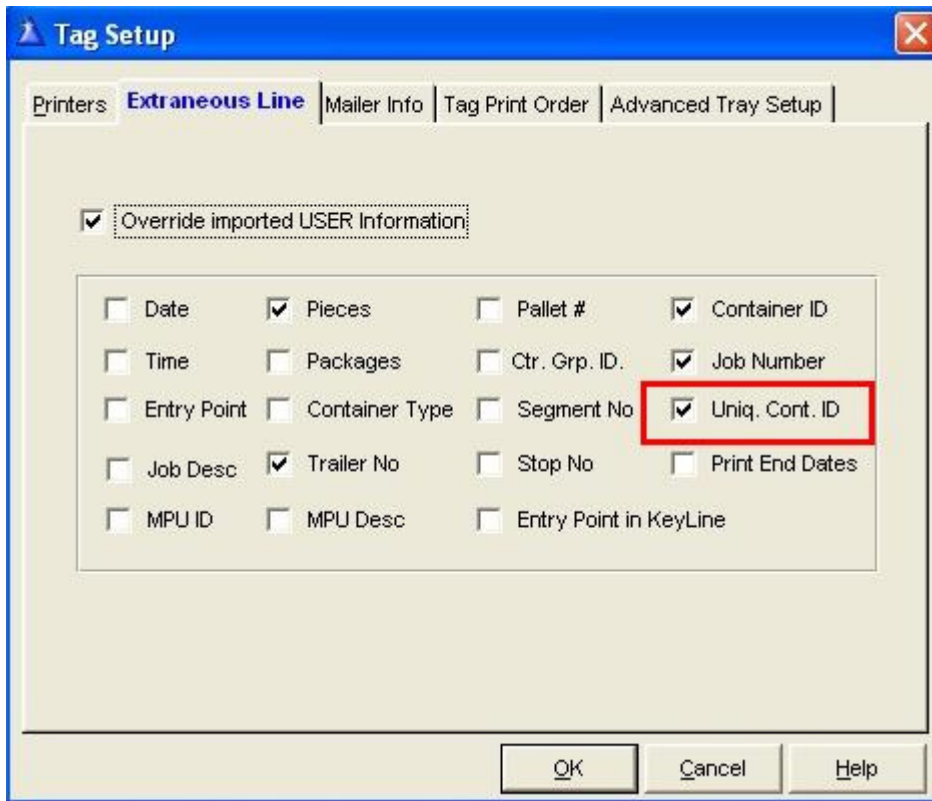 Tag Setup
Printers Extraneous Line Mailer Info Tag Print Order Advanced Tray Setup
Override imported USER Information
Date Pieces Pallet # Container ID
Time Packages Ctr. Grp. ID. Job Number
Entry Point Container Type Segment No Uniq. Cont. ID
Job Desc Trailer No Stop No Print End Dates
MPU ID MPU Desc Entry Point in KeyLine
OK Cancel Help